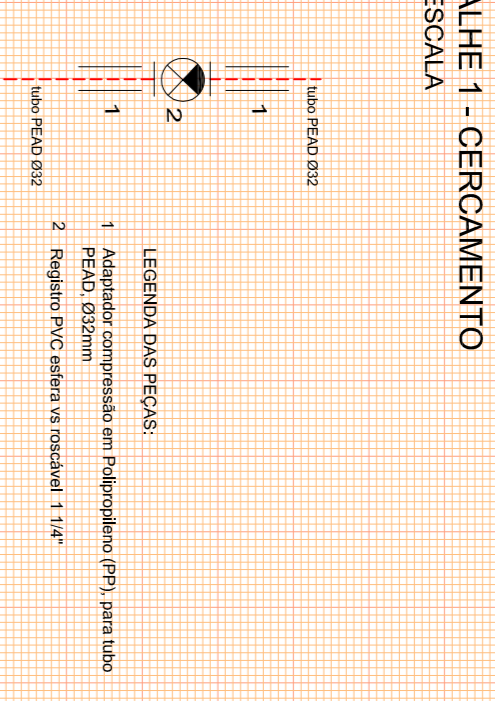 ALHE 1 - CERCAMENTO
ESCALA
tubo PEAD Ø32
1
2
1
tubo PEAD Ø32
LEGENDA DAS PEÇAS:
1 Adaptador compressão em Polipropileno (PP), para tubo
PEAD, Ø32mm
2 Registro PVC esfera vs roscável 1 1/4"